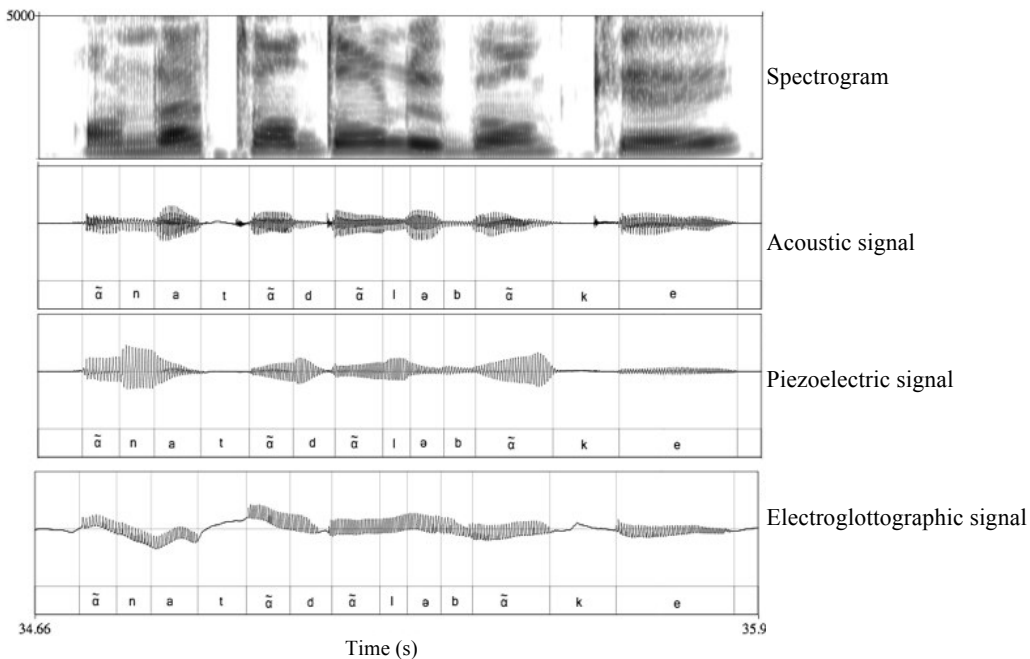 5000
Spectrogram
Acoustic signal
ɑ̃ n a t ɑ̃ d ɑ̃ l ə b ɑ̃ k e
Piezoelectric signal
ɑ̃ n a t ɑ̃ d ɑ̃ l ə b ɑ̃ k e
Electroglottographic signal
ɑ̃ n a t ɑ̃ d ɑ̃ l ə b ɑ̃ k e
34.66 35.9
Time (s)